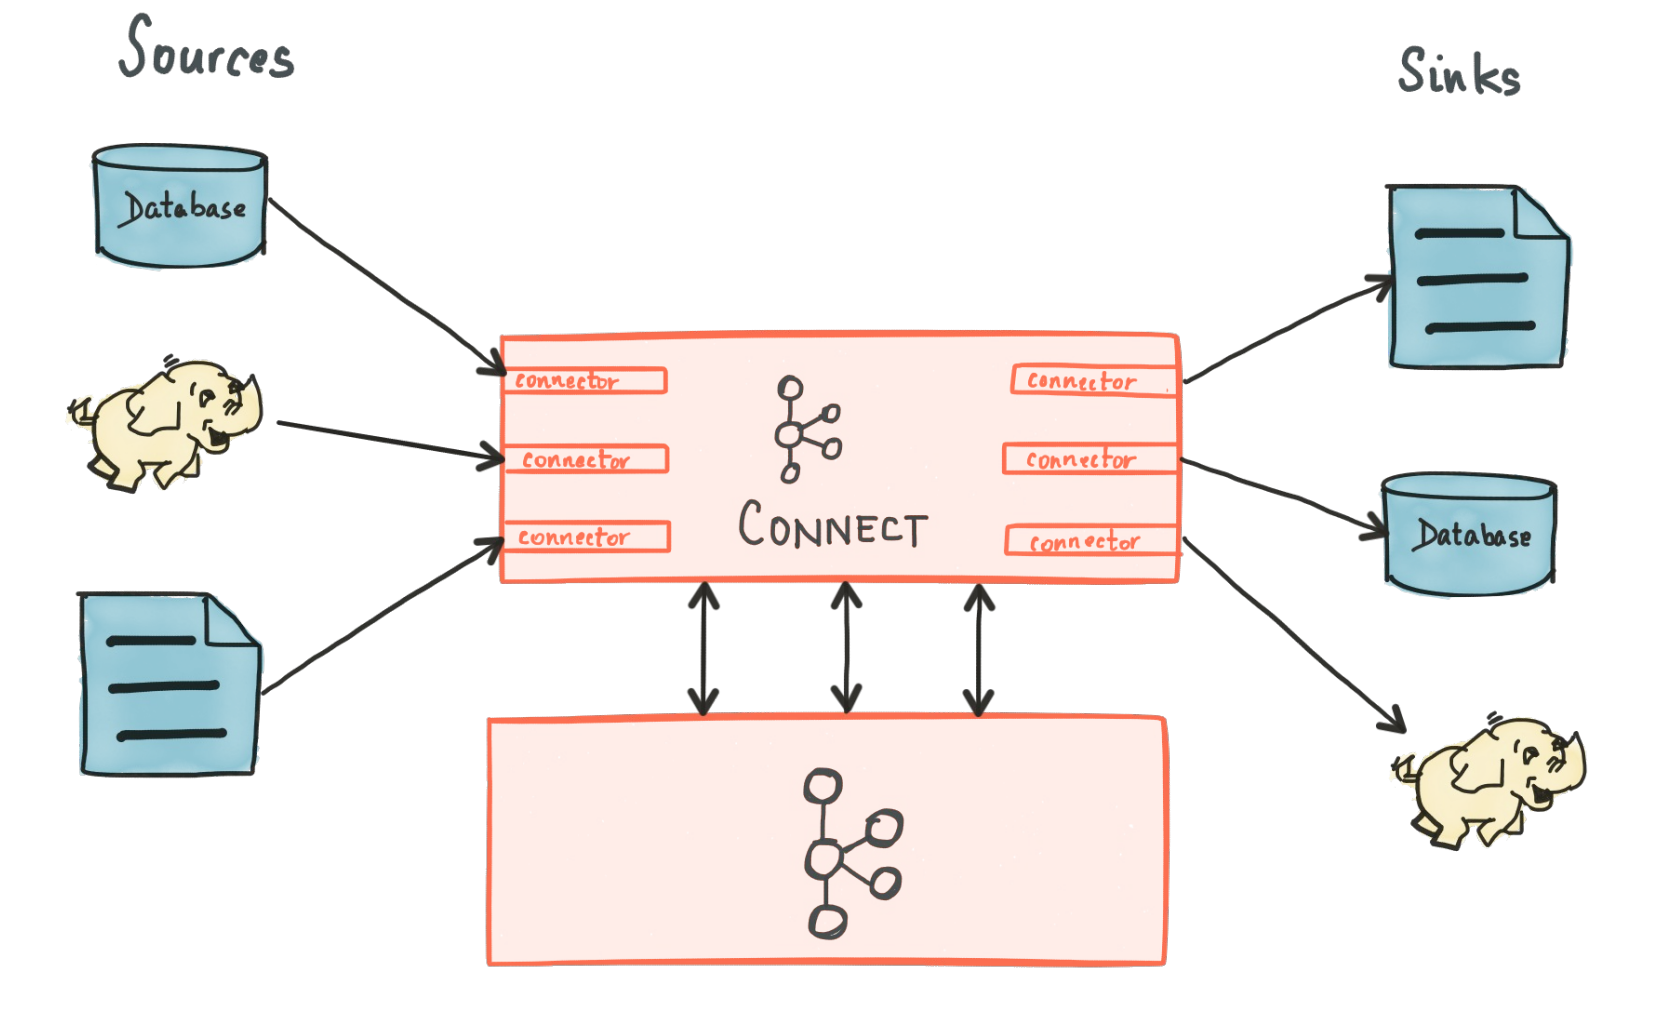 Sources
Sinks
Database
connector
connector
connector
CONNECT
connector
connector
connector
Database